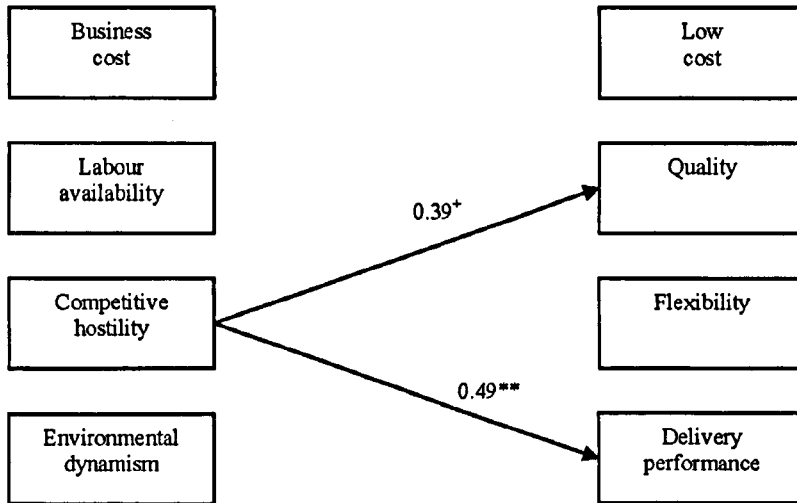 Business
cost
Low
cost
Labour
availability
Quality
0.39+
Competitive
hostility
Flexibility
0.49**
Environmental
dynamism
Delivery
performance